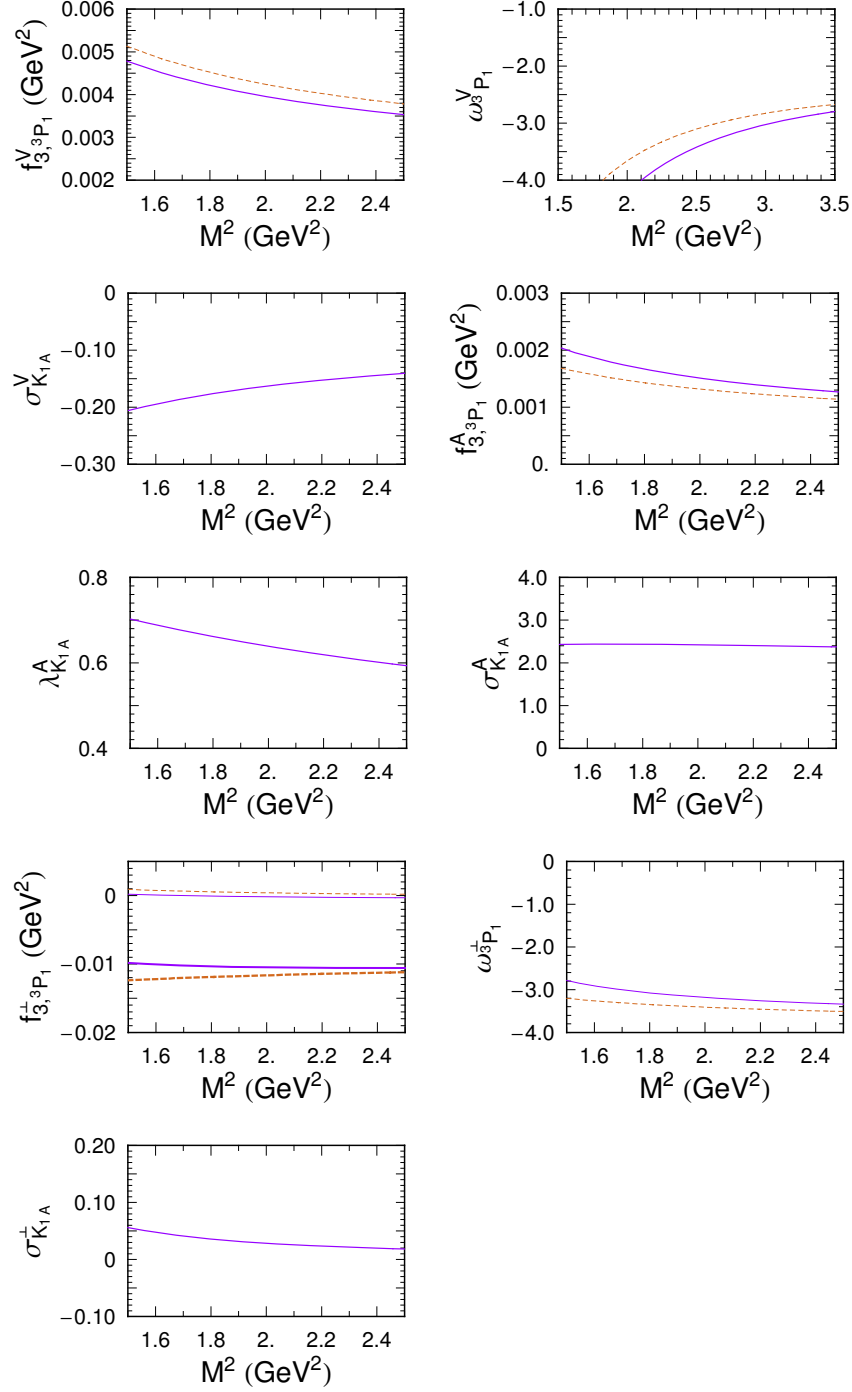 0.006
0.005
0.004
0.003
0.002
f^V_{3,^3P_1} (GeV^2)
1.6 1.8 2. 2.2 2.4
M^2 (GeV^2)
−1.0
−2.0
−3.0
−4.0
ω^V_{^3P_1}
1.5 2. 2.5 3. 3.5
M^2 (GeV^2)
0
−0.10
−0.20
−0.30
σ^V_{K_{1A}}
1.6 1.8 2. 2.2 2.4
M^2 (GeV^2)
0.003
0.002
0.001
0.
f^A_{3,^3P_1} (GeV^2)
1.6 1.8 2. 2.2 2.4
M^2 (GeV^2)
0.8
0.6
0.4
λ^A_{K_{1A}}
1.6 1.8 2. 2.2 2.4
M^2 (GeV^2)
4.0
3.0
2.0
1.0
0
σ^A_{K_{1A}}
1.6 1.8 2. 2.2 2.4
M^2 (GeV^2)
0
−0.01
−0.02
f^⊥_{3,^3P_1} (GeV^2)
1.6 1.8 2. 2.2 2.4
M^2 (GeV^2)
0
−1.0
−2.0
−3.0
−4.0
ω^⊥_{^3P_1}
1.6 1.8 2. 2.2 2.4
M^2 (GeV^2)
0.20
0.10
0
−0.10
σ^⊥_{K_{1A}}
1.6 1.8 2. 2.2 2.4
M^2 (GeV^2)